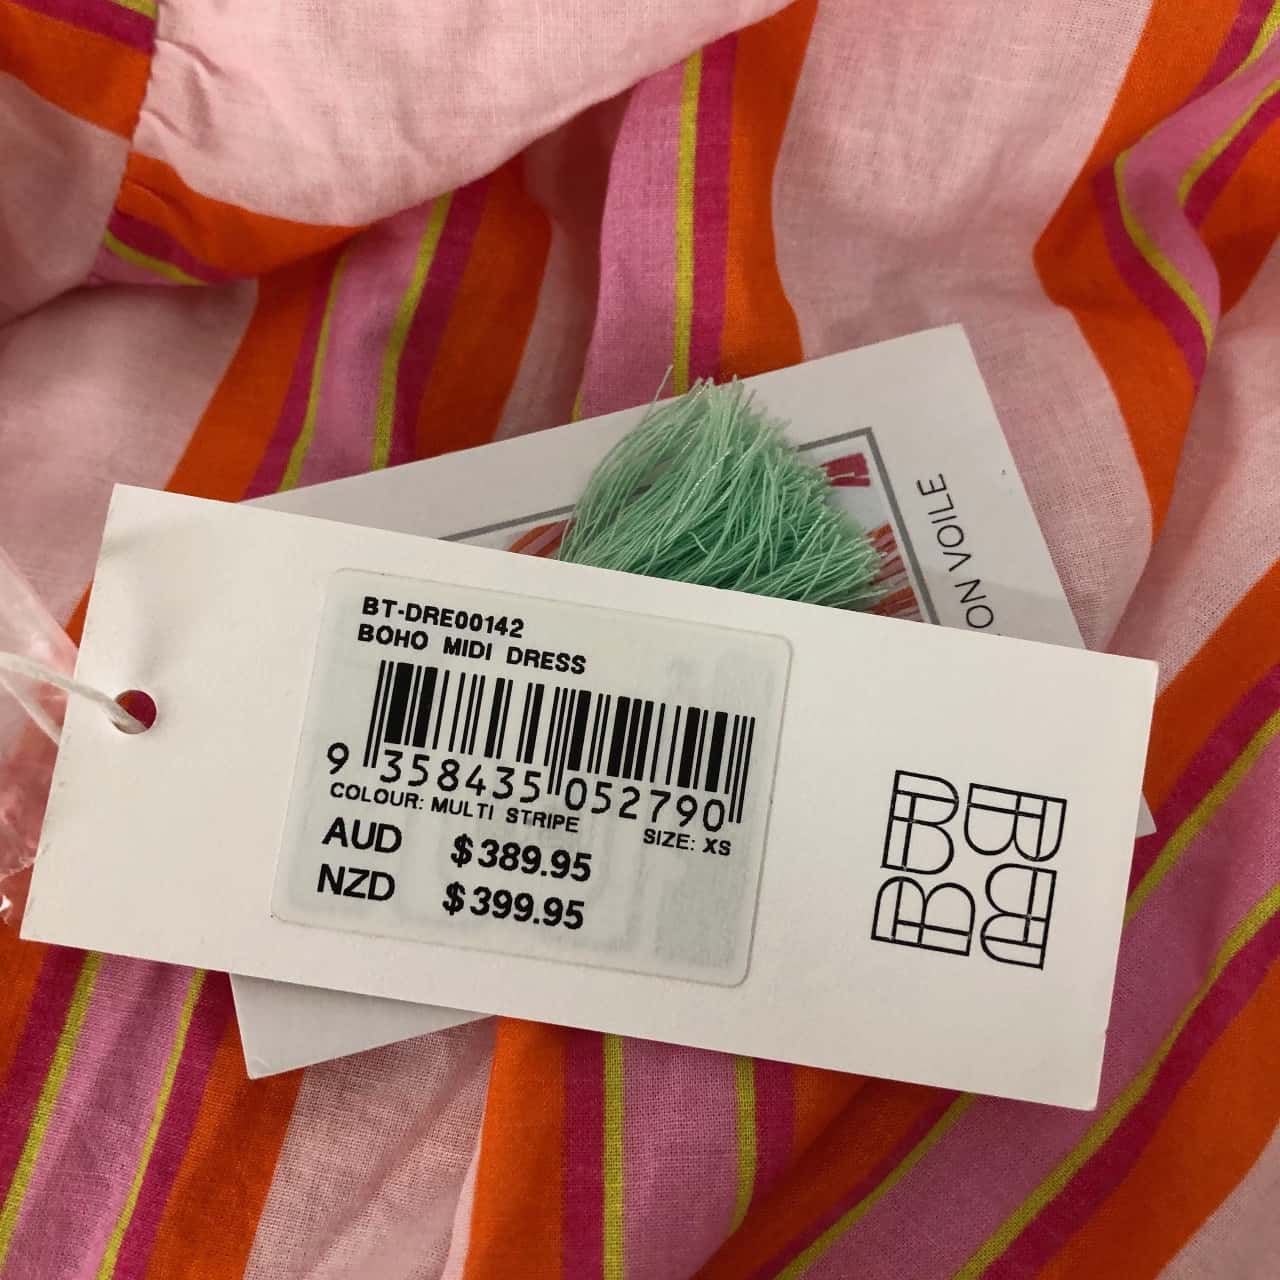 BT-DRE00142
BOHO MIDI DRESS
9 358435 052790
COLOUR: MULTI STRIPE SIZE: XS
AUD $389.95
NZD $399.95
ON VOILE